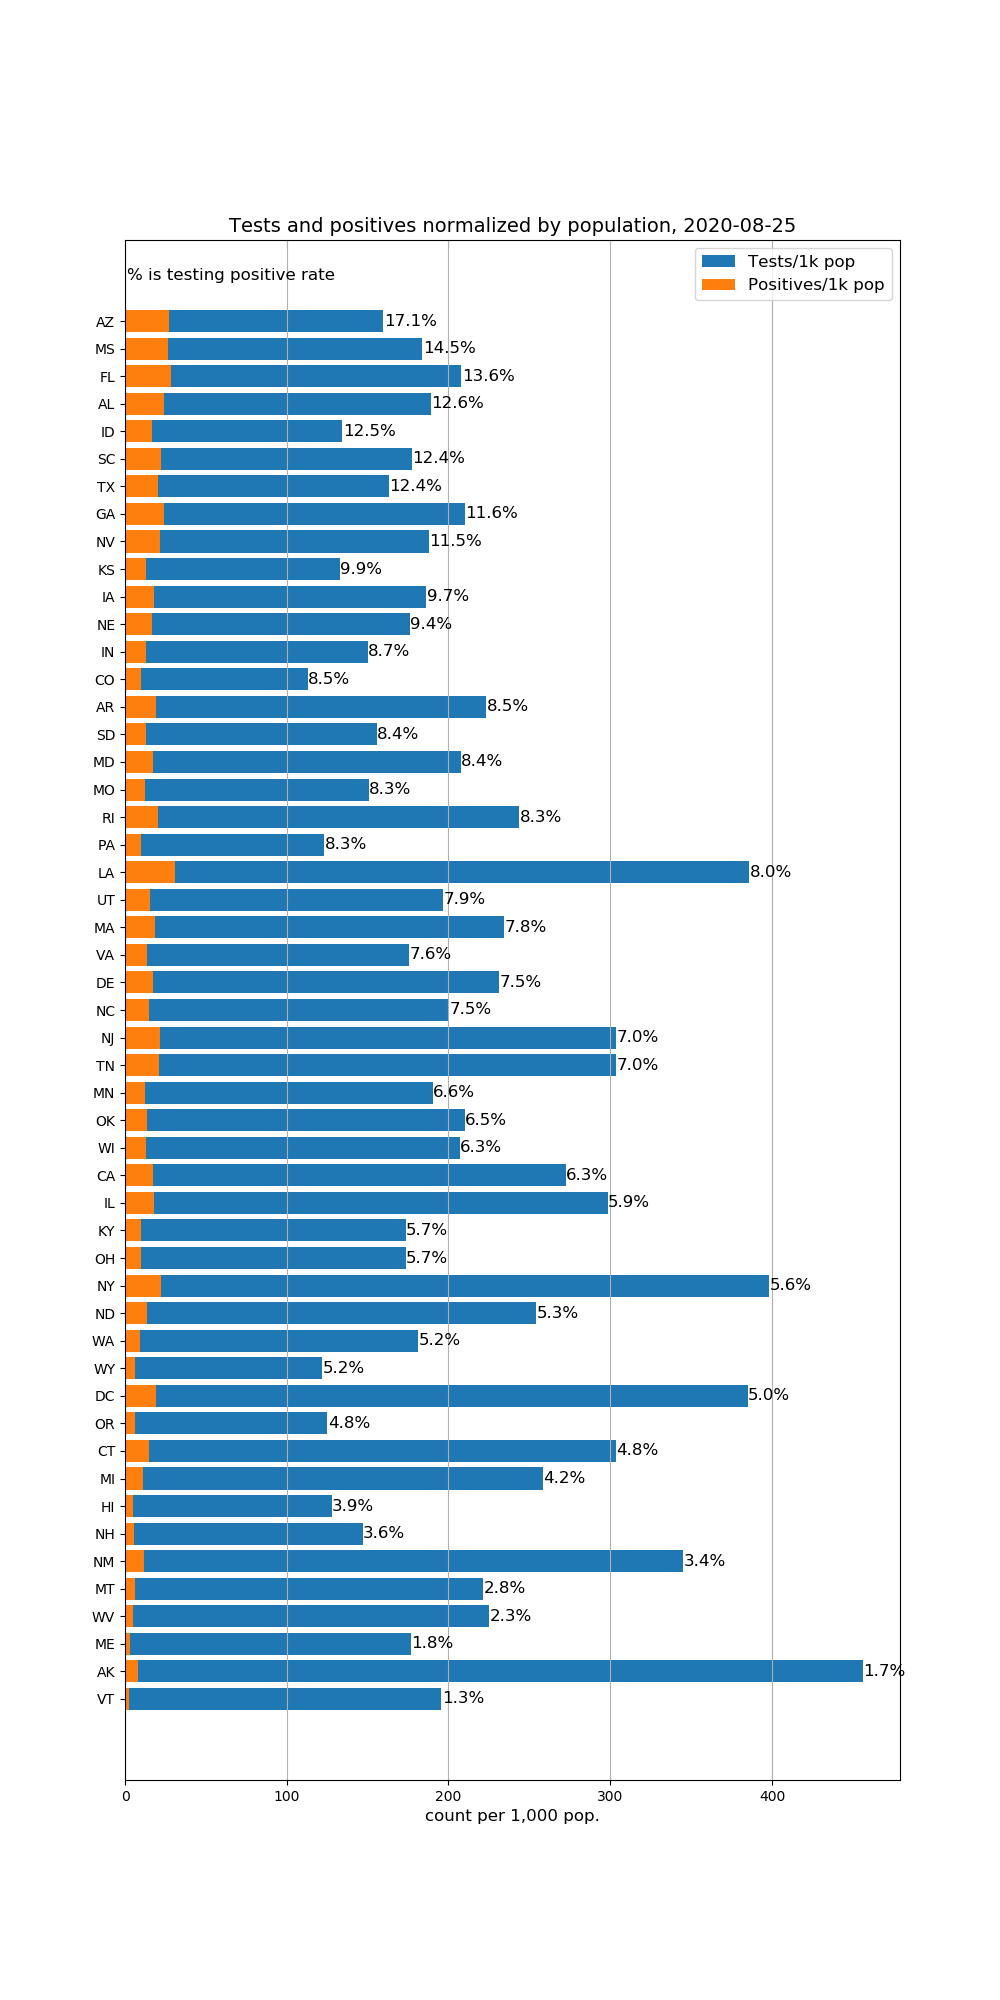 Tests and positives normalized by population, 2020-08-25
% is testing positive rate
Tests/1k pop
Positives/1k pop
AZ 17.1%
MS 14.5%
FL 13.6%
AL 12.6%
ID 12.5%
SC 12.4%
TX 12.4%
GA 11.6%
NV 11.5%
KS 9.9%
IA 9.7%
NE 9.4%
IN 8.7%
CO 8.5%
AR 8.5%
SD 8.4%
MD 8.4%
MO 8.3%
RI 8.3%
PA 8.3%
LA 8.0%
UT 7.9%
MA 7.8%
VA 7.6%
DE 7.5%
NC 7.5%
NJ 7.0%
TN 7.0%
MN 6.6%
OK 6.5%
WI 6.3%
CA 6.3%
IL 5.9%
KY 5.7%
OH 5.7%
NY 5.6%
ND 5.3%
WA 5.2%
WY 5.2%
DC 5.0%
OR 4.8%
CT 4.8%
MI 4.2%
HI 3.9%
NH 3.6%
NM 3.4%
MT 2.8%
WV 2.3%
ME 1.8%
AK 1.7%
VT 1.3%
0 100 200 300 400
count per 1,000 pop.